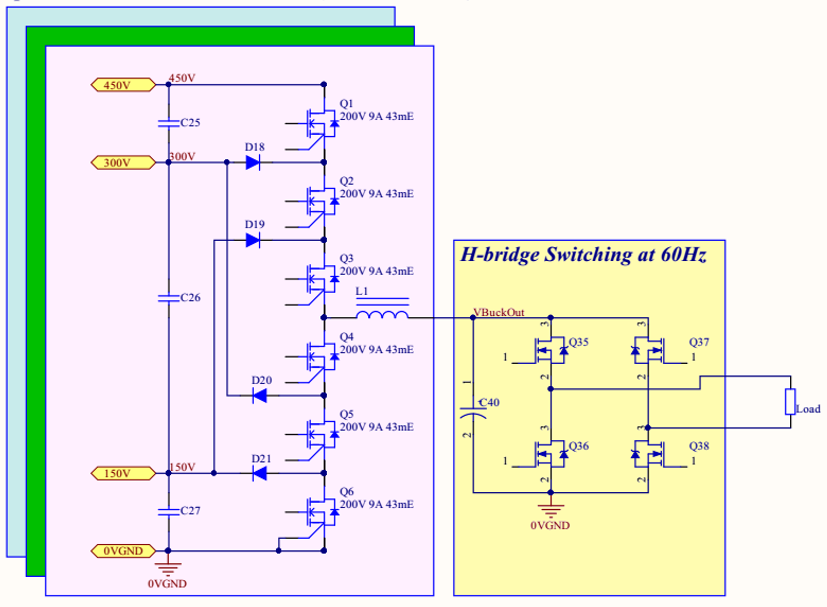 450V
450V
C25
Q1
200V 9A 43mE
300V
300V
D18
Q2
200V 9A 43mE
D19
Q3
200V 9A 43mE
H-bridge Switching at 60Hz
C26
L1
VBuckOut
Q4
200V 9A 43mE
3
3
1
Q35
Q37
1
2
2
D20
1
C40
2
Load
Q5
200V 9A 43mE
3
3
1
Q36
Q38
1
2
2
150V
150V
D21
Q6
200V 9A 43mE
C27
0VGND
0VGND
0VGND